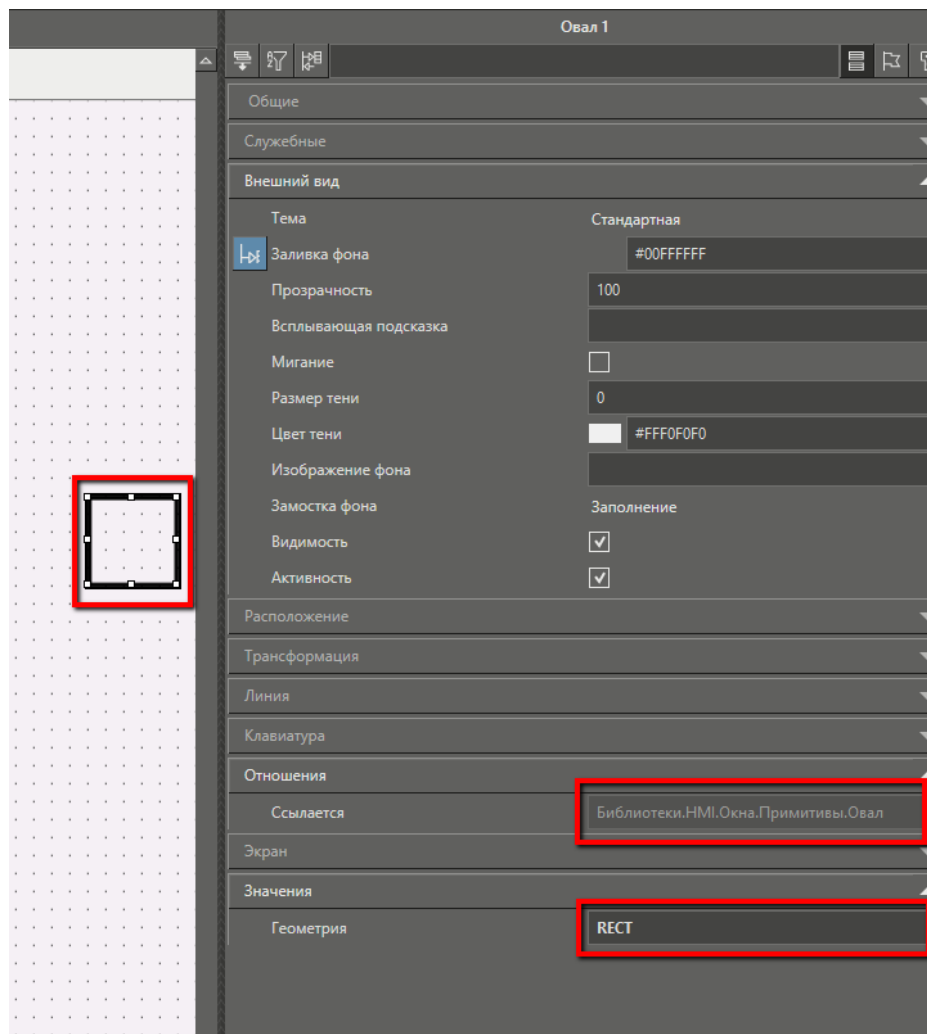 Овал 1
Общие
Служебные
Внешний вид
Тема Стандартная
Заливка фона #00FFFFFF
Прозрачность 100
Всплывающая подсказка
Мигание
Размер тени 0
Цвет тени #FFF0F0F0
Изображение фона
Замостка фона Заполнение
Видимость
Активность
Расположение
Трансформация
Линия
Клавиатура
Отношения
Ссылается Библиотеки.HMI.Окна.Примитивы.Овал
Экран
Значения
Геометрия RECT